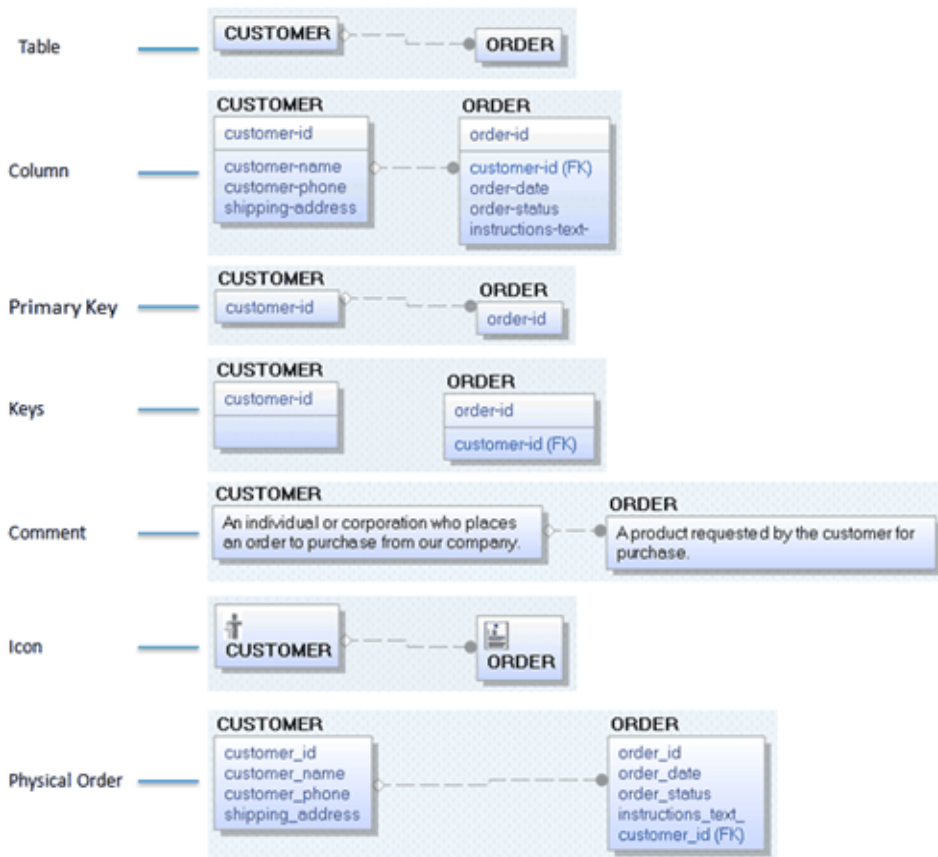 Table
CUSTOMER
ORDER
Column
CUSTOMER
customer-id
customer-name
customer-phone
shipping-address
ORDER
order-id
customer-id (FK)
order-date
order-status
instructions-text-
Primary Key
CUSTOMER
customer-id
ORDER
order-id
Keys
CUSTOMER
customer-id
ORDER
order-id
customer-id (FK)
Comment
CUSTOMER
An individual or corporation who places
an order to purchase from our company.
ORDER
A product requested by the customer for
purchase.
Icon
CUSTOMER
ORDER
Physical Order
CUSTOMER
customer_id
customer_name
customer_phone
shipping_address
ORDER
order_id
order_date
order_status
instructions_text_
customer_id (FK)